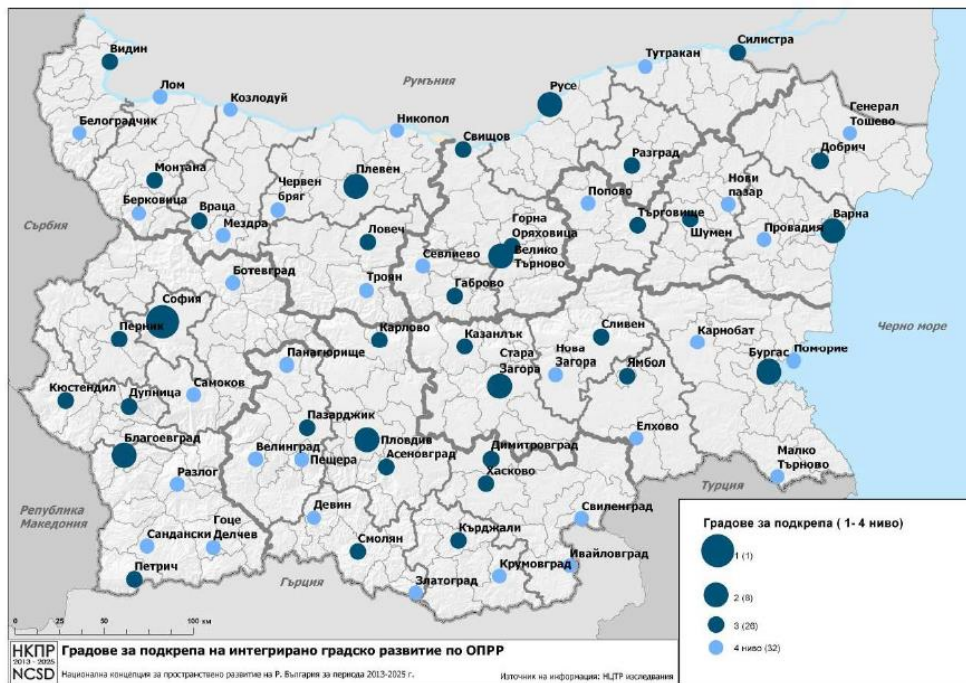 Видин
Силистра
Тутракан
Румъния
Лом
Козлодуй
Русе
Генерал
Тошево
Белоградчик
Никопол
Свищов
Добрич
Монтана
Плевен
Разград
Нови
пазар
Червен
бряг
Попово
Берковица
Враца
Мездра
Ловеч
Горна
Оряховица
Велико
Търново
Търговище
Шумен
Провадия
Варна
Сърбия
Севлиево
Ботевград
Троян
Габрово
София
Перник
Карлово
Казанлък
Сливен
Карнобат
Черно море
Панагюрище
Стара
Загора
Нова
Загора
Ямбол
Бургас
Поморие
Кюстендил
Дупница
Самоков
Пазарджик
Благоевград
Велинград
Пещера
Пловдив
Асеновград
Димитровград
Хасково
Елхово
Малко
Търново
Разлог
Турция
Република
Македония
Девин
Свиленград
Гоце
Делчев
Сандански
Смолян
Кърджали
Ивайловград
Петрич
Гърция
Златоград
Крумовград
Градове за подкрепа ( 1- 4 ниво)
1 (1)
2 (8)
3 (26)
4 ниво (32)
0 25 50 100 км
НКПР
2013 - 2025
NCSD
Градове за подкрепа на интегрирано градско развитие по ОПРР
Национална концепция за пространствено развитие на Р. България за периода 2013-2025 г.
Източник на информация: НЦТР изследвания